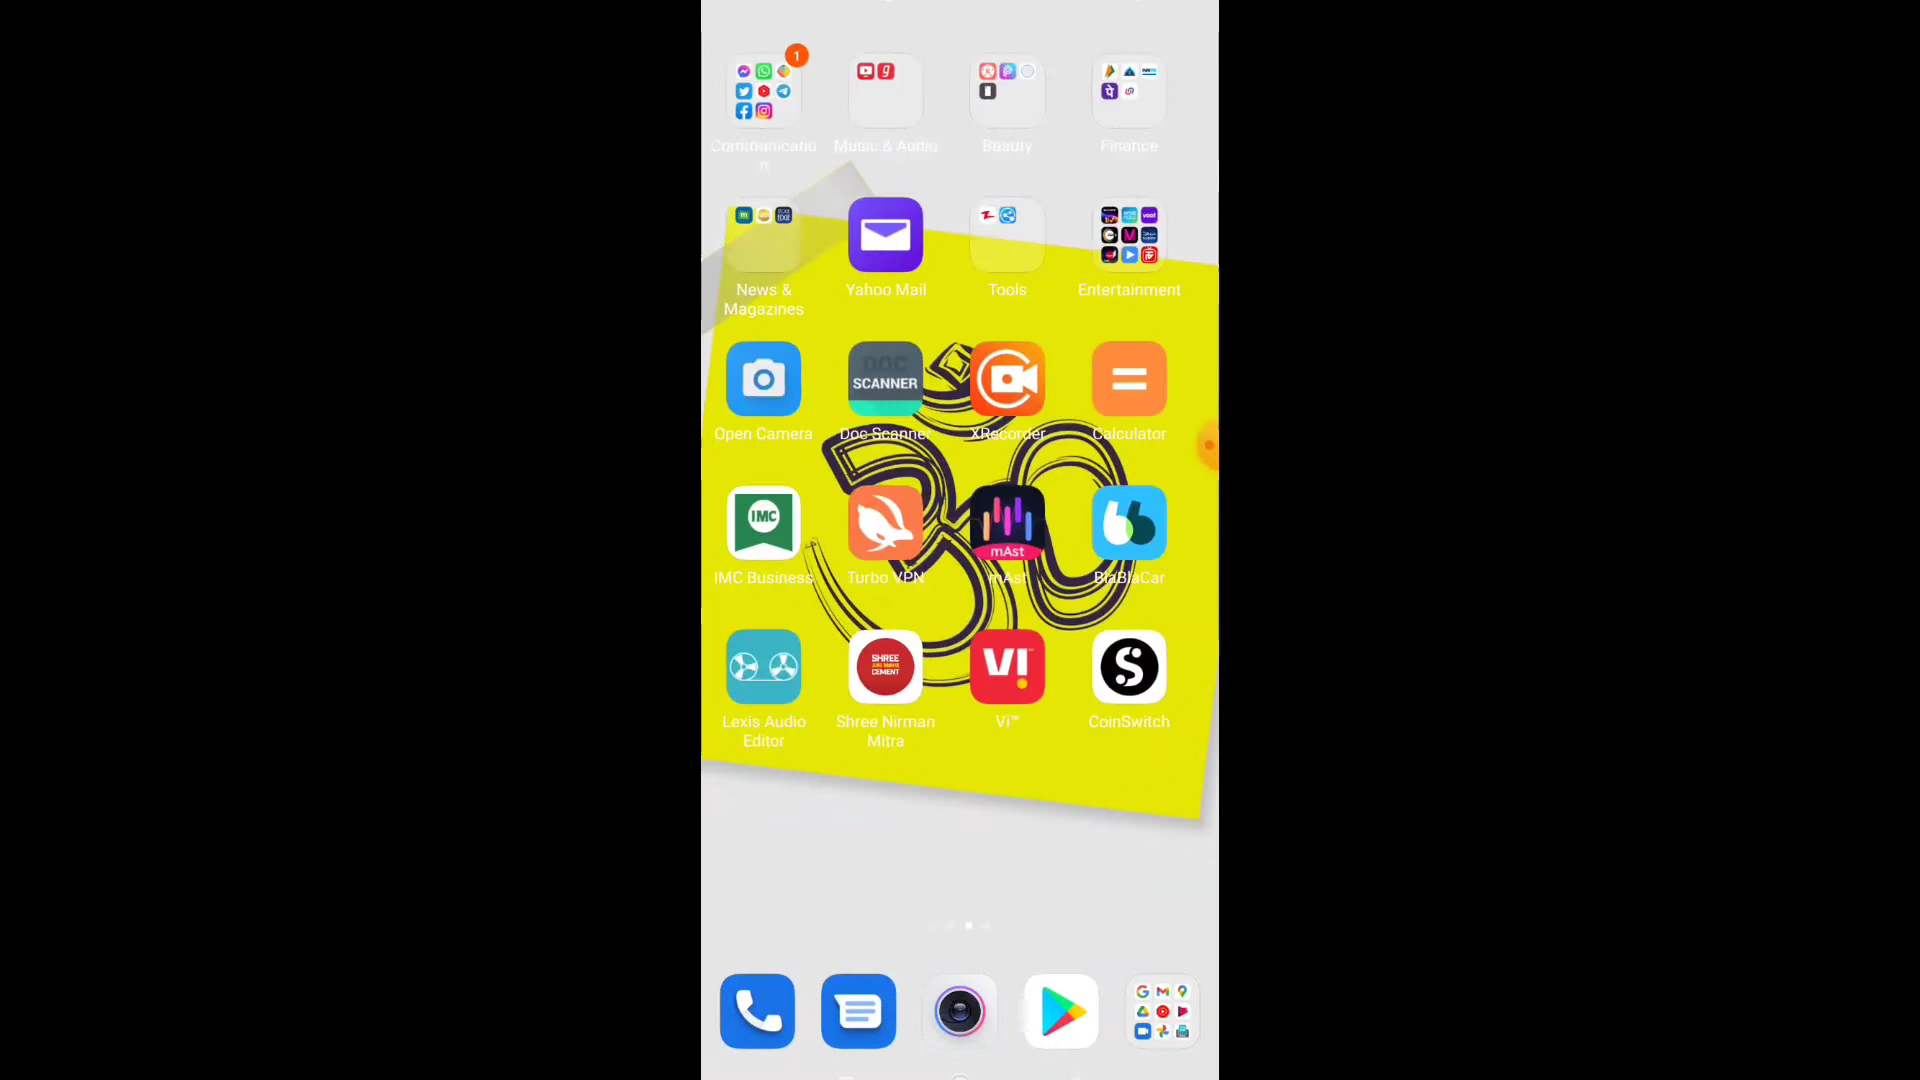 1
Communicatio
n
Music & Audio
Beauty
Finance
News &
Magazines
Yahoo Mail
Tools
voot
Entertainment
DOC
SCANNER
Open Camera
Doc Scanner
XRecorder
Calculator
IMC
mAst
IMC Business
Turbo VPN
mAst
BlaBlaCar
SHREE
CEMENT
VI
Lexis Audio
Editor
Shree Nirman
Mitra
Vi™
CoinSwitch